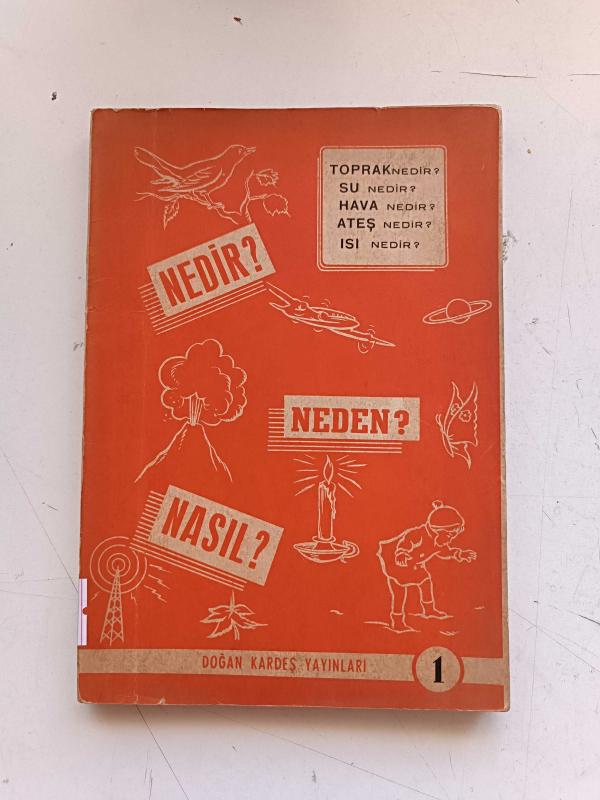 TOPRAK NEDİR?
SU NEDİR?
HAVA NEDİR?
ATEŞ NEDİR?
ISI NEDİR?
NEDİR?
NEDEN?
NASIL?
DOĞAN KARDEŞ YAYINLARI
1